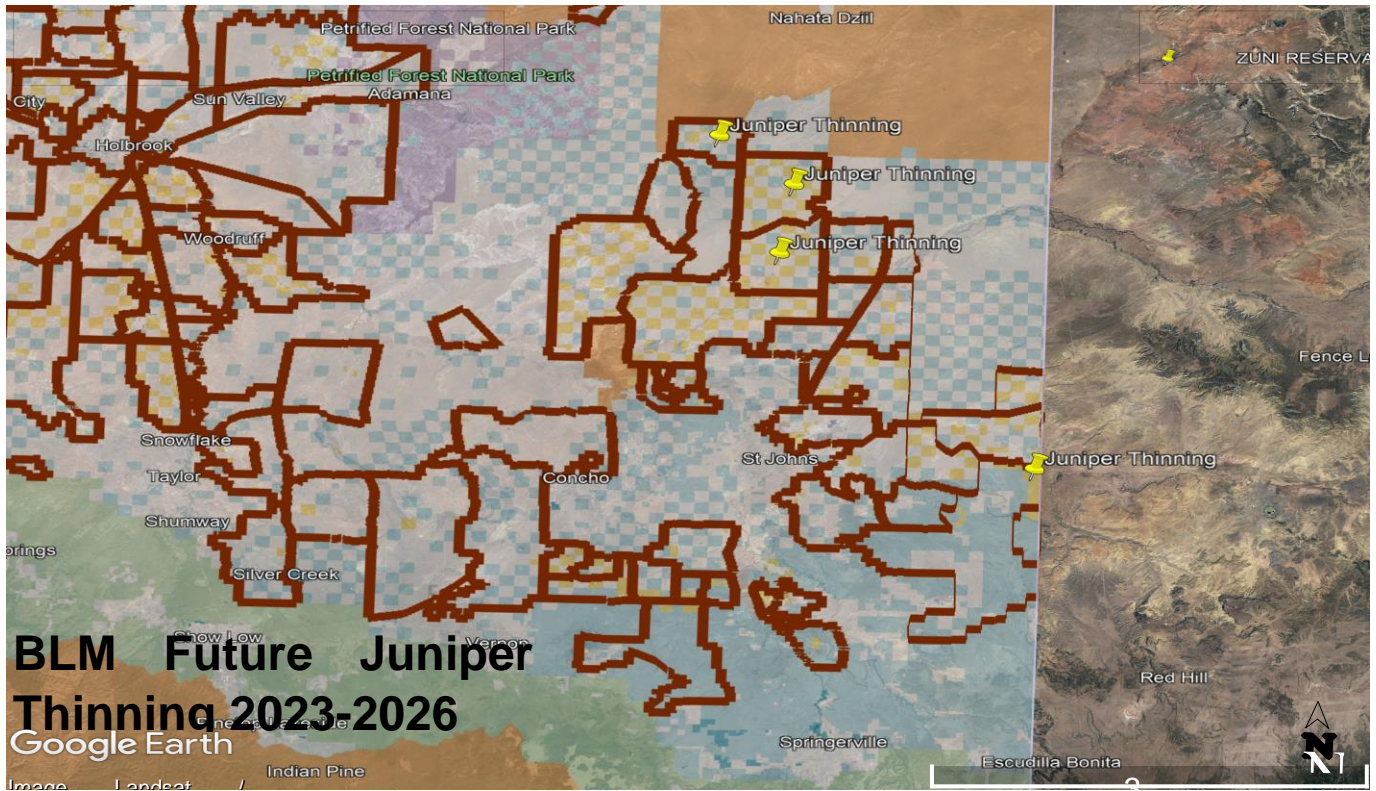 Petrified Forest National Park
Nahata Dziil
ZUNI RESERVA
Petrified Forest National Park
Adamana
City
Sun Valley
Juniper Thinning
Holbrook
Juniper Thinning
Woodruff
Juniper Thinning
Fence L
Snowflake
St Johns
Juniper Thinning
Taylor
Concho
Shumway
prings
Silver Creek
Show Low
Vernon
BLM Future Juniper
Thinning 2023-2026
Red Hill
Google Earth
Springerville
Escudilla Bonita
Indian Pine
Image Landsat /
N
N